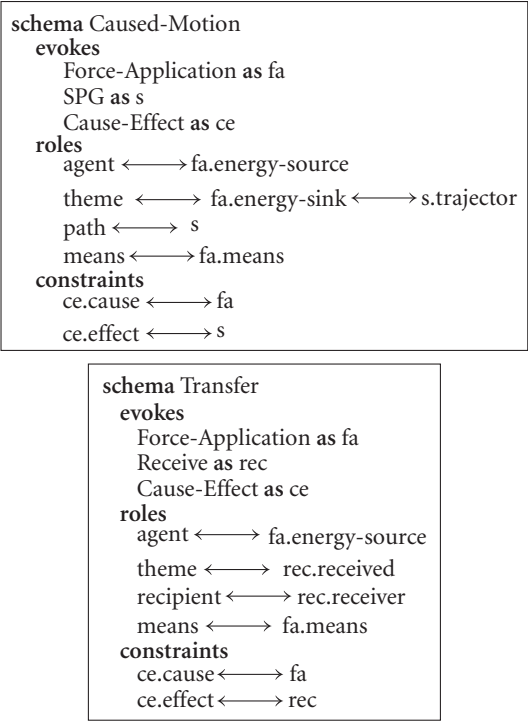 schema Caused-Motion
evokes
Force-Application as fa
SPG as s
Cause-Effect as ce
roles
agent ⟷ fa.energy-source
theme ⟷ fa.energy-sink ⟷ s.trajector
path ⟷ s
means ⟷ fa.means
constraints
ce.cause ⟷ fa
ce.effect ⟷ s
schema Transfer
evokes
Force-Application as fa
Receive as rec
Cause-Effect as ce
roles
agent ⟷ fa.energy-source
theme ⟷ rec.received
recipient ⟷ rec.receiver
means ⟷ fa.means
constraints
ce.cause ⟷ fa
ce.effect ⟷ rec